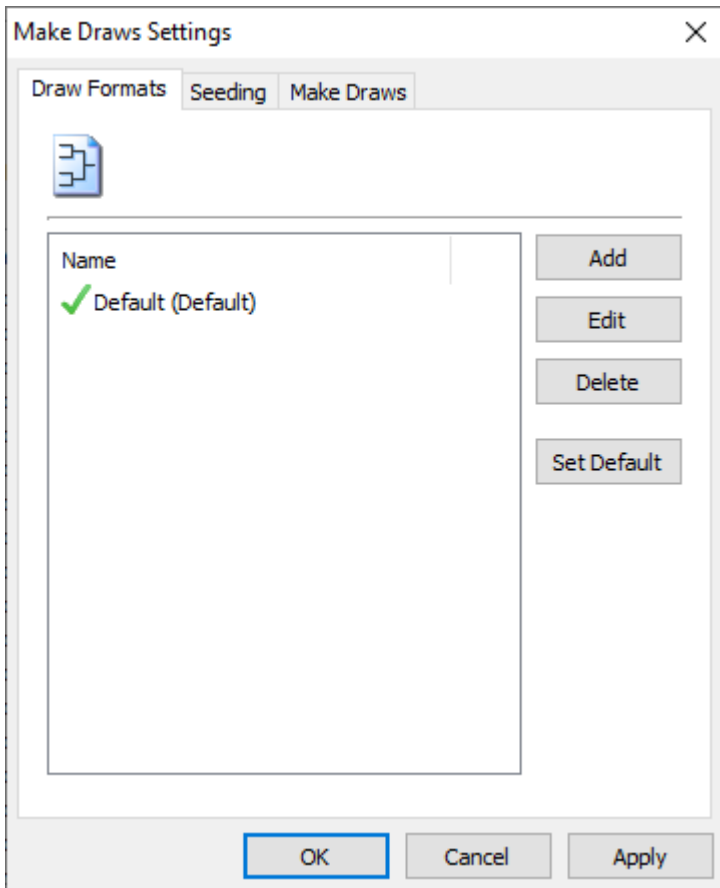 Make Draws Settings
Draw Formats Seeding Make Draws
Name
Default (Default)
Add
Edit
Delete
Set Default
OK Cancel Apply